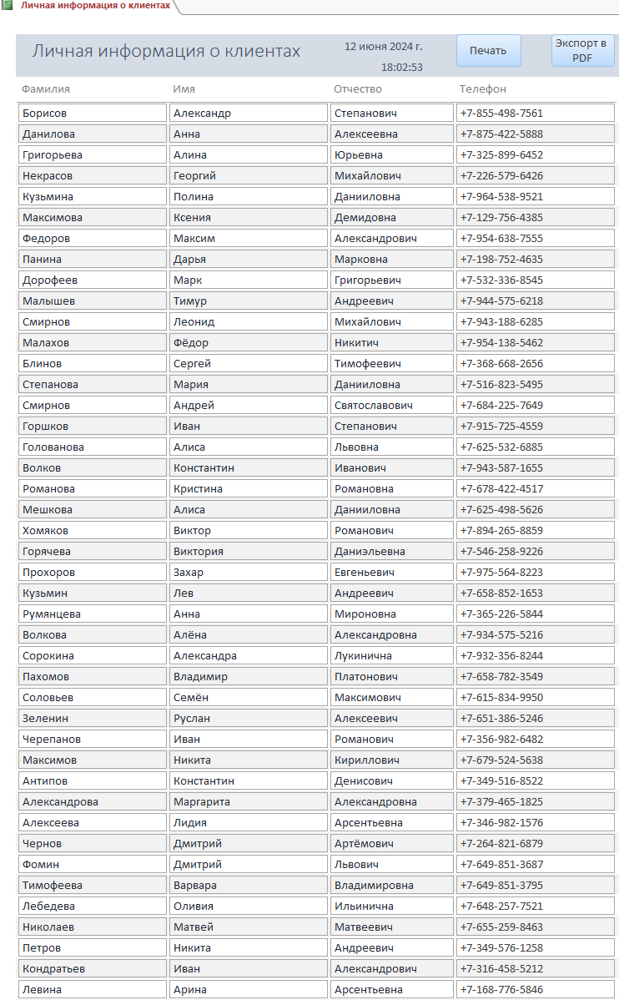 Личная информация о клиентах
Личная информация о клиентах 12 июня 2024 г. 18:02:53 Печать Экспорт в PDF
Фамилия Имя Отчество Телефон
Борисов Александр Степанович +7-855-498-7561
Данилова Анна Алексеевна +7-875-422-5888
Григорьева Алина Юрьевна +7-325-899-6452
Некрасов Георгий Михайлович +7-226-579-6426
Кузьмина Полина Данииловна +7-964-538-9521
Максимова Ксения Демидовна +7-129-756-4385
Федоров Максим Александрович +7-954-638-7555
Панина Дарья Марковна +7-198-752-4635
Дорофеев Марк Григорьевич +7-532-336-8545
Малышев Тимур Андреевич +7-944-575-6218
Смирнов Леонид Михайлович +7-943-188-6285
Малахов Фёдор Никитич +7-954-138-5462
Блинов Сергей Тимофеевич +7-368-668-2656
Степанова Мария Данииловна +7-516-823-5495
Смирнов Андрей Святославович +7-684-225-7649
Горшков Иван Степанович +7-915-725-4559
Голованова Алиса Львовна +7-625-532-6885
Волков Константин Иванович +7-943-587-1655
Романова Кристина Романовна +7-678-422-4517
Мешкова Алиса Данииловна +7-625-498-5626
Хомяков Виктор Романович +7-894-265-8859
Горячева Виктория Даниэльевна +7-546-258-9226
Прохоров Захар Евгеньевич +7-975-564-8223
Кузьмин Лев Андреевич +7-658-852-1653
Румянцева Анна Мироновна +7-365-226-5844
Волкова Алёна Александровна +7-934-575-5216
Сорокина Александра Лукинична +7-932-356-8244
Пахомов Владимир Платонович +7-658-782-3549
Соловьев Семён Максимович +7-615-834-9950
Зеленин Руслан Алексеевич +7-651-386-5246
Черепанов Иван Романович +7-356-982-6482
Максимов Никита Кириллович +7-679-524-5638
Антипов Константин Денисович +7-349-516-8522
Александрова Маргарита Александровна +7-379-465-1825
Алексеева Лидия Арсентьевна +7-346-982-1576
Чернов Дмитрий Артёмович +7-264-821-6879
Фомин Дмитрий Львович +7-649-851-3687
Тимофеева Варвара Владимировна +7-649-851-3795
Лебедева Оливия Ильинична +7-648-257-7521
Николаев Матвей Матвеевич +7-655-259-8463
Петров Никита Андреевич +7-349-576-1258
Кондратьев Иван Александрович +7-316-458-5212
Левина Арина Арсентьевна +7-168-776-5846